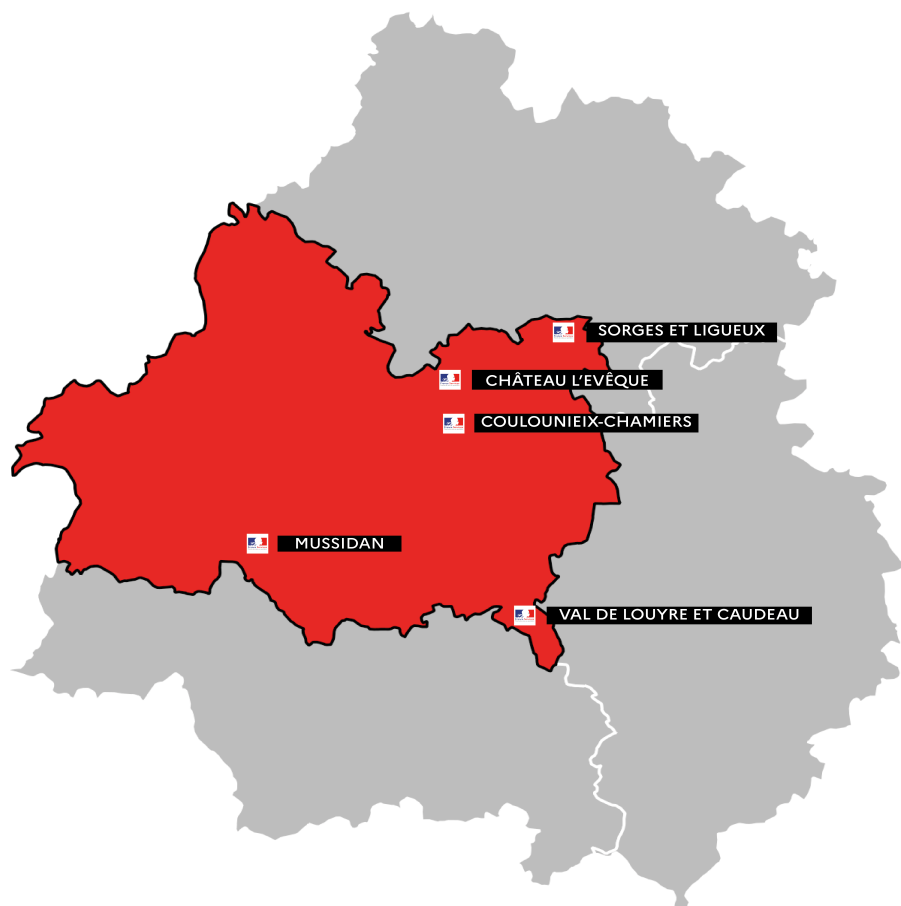 SORGES ET LIGUEUX
CHÂTEAU L'EVÊQUE
COULOUNIEIX-CHAMIERS
MUSSIDAN
VAL DE LOUYRE ET CAUDEAU